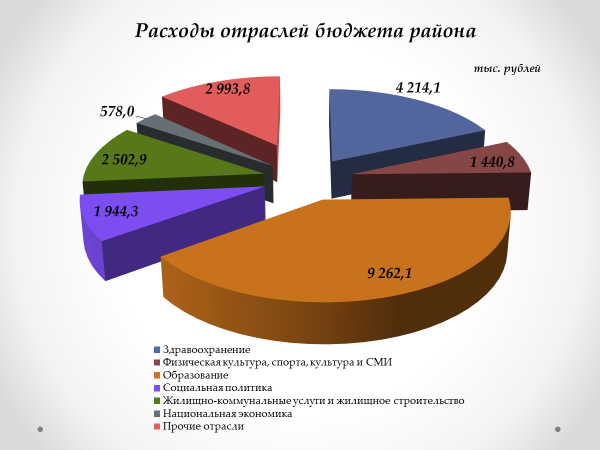 Расходы отраслей бюджета района
тыс. рублей
2 993,8
4 214,1
578,0
2 502,9
1 440,8
1 944,3
9 262,1
Здравоохранение
Физическая культура, спорта, культура и СМИ
Образование
Социальная политика
Жилищно-коммунальные услуги и жилищное строительство
Национальная экономика
Прочие отрасли